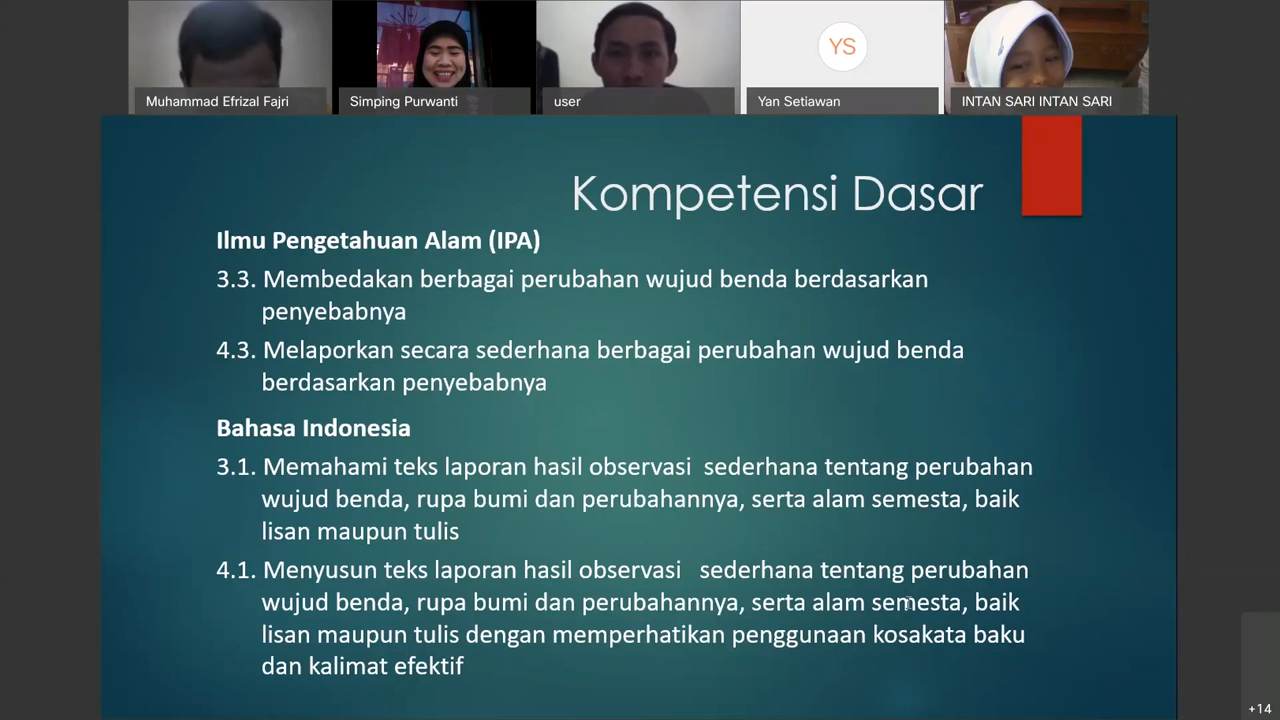 Muhammad Efrizal Fajri
Simping Purwanti
user
YS
Yan Setiawan
INTAN SARI INTAN SARI
Kompetensi Dasar
Ilmu Pengetahuan Alam (IPA)
3.3. Membedakan berbagai perubahan wujud benda berdasarkan
penyebabnya
4.3. Melaporkan secara sederhana berbagai perubahan wujud benda
berdasarkan penyebabnya
Bahasa Indonesia
3.1. Memahami teks laporan hasil observasi sederhana tentang perubahan
wujud benda, rupa bumi dan perubahannya, serta alam semesta, baik
lisan maupun tulis
4.1. Menyusun teks laporan hasil observasi sederhana tentang perubahan
wujud benda, rupa bumi dan perubahannya, serta alam semesta, baik
lisan maupun tulis dengan memperhatikan penggunaan kosakata baku
dan kalimat efektif
+14